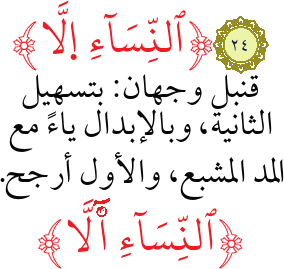 ﴿ٱلنِّسَآءِ إِلَّا﴾ ٢٤
قنبل وجهان: بتسهيل
الثانية، وبالإبدال ياءً مع
المد المشبع، والأول أرجح.
﴿ٱلنِّسَآءِ ا۬لَّا﴾